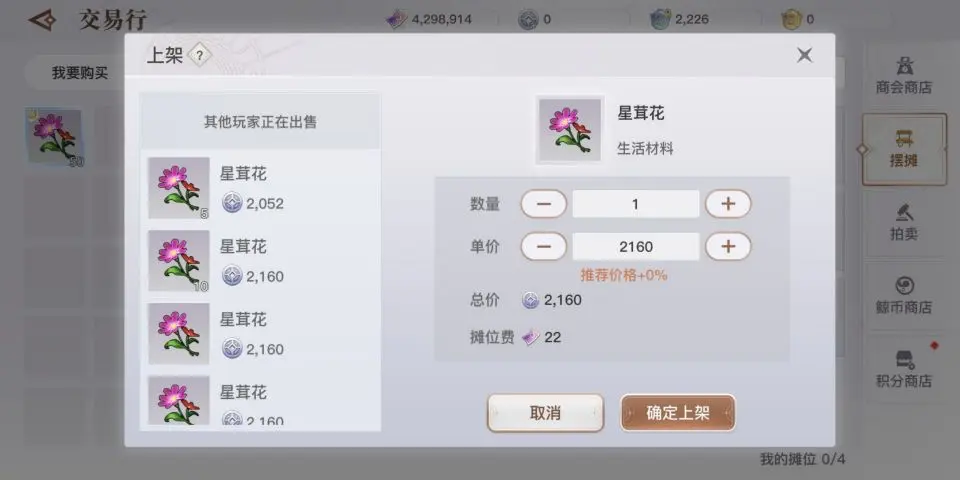 交易行
4,298,914
0
2,226
0
上架
?
我要购买
50
其他玩家正在出售
星茸花
2,052
5
星茸花
2,160
10
星茸花
2,160
星茸花
2,160
星茸花
生活材料
数量
1
单价
2160
推荐价格+0%
总价
2,160
摊位费
22
取消
确定上架
商会商店
摆摊
拍卖
鲸币商店
积分商店
我的摊位 0/4